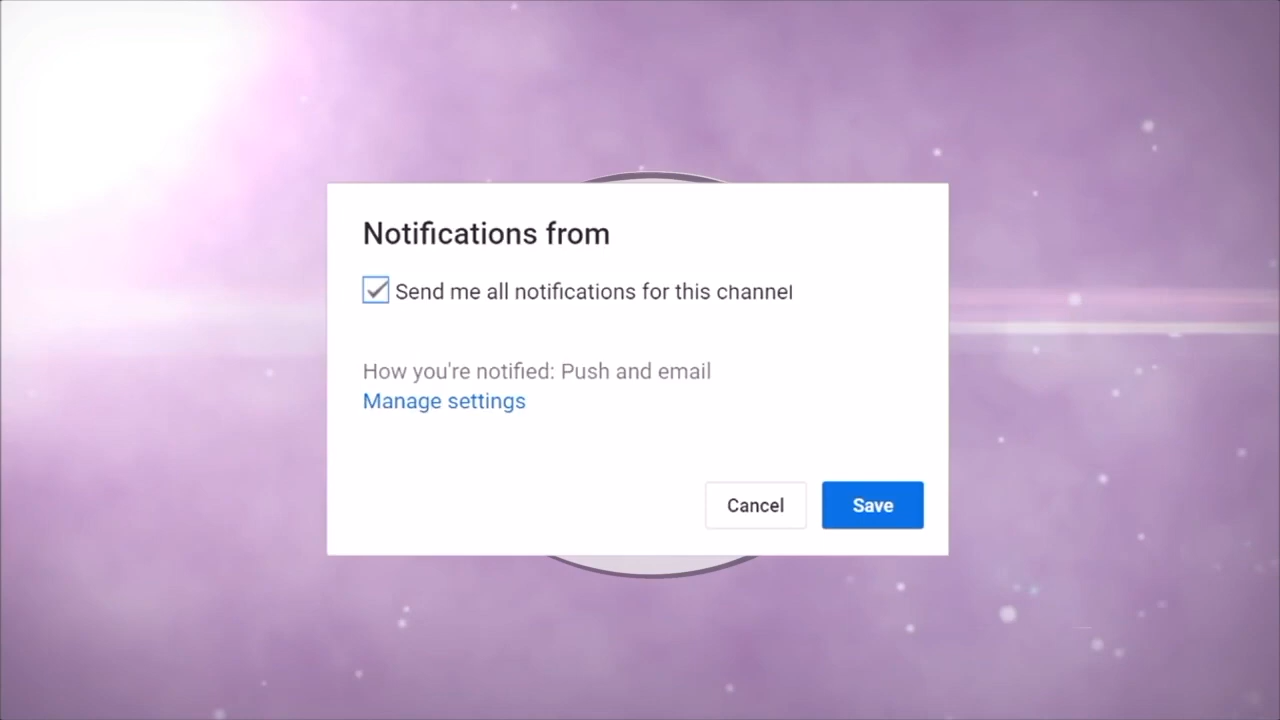 Notifications from
Send me all notifications for this channel
How you're notified: Push and email
Manage settings
Cancel Save